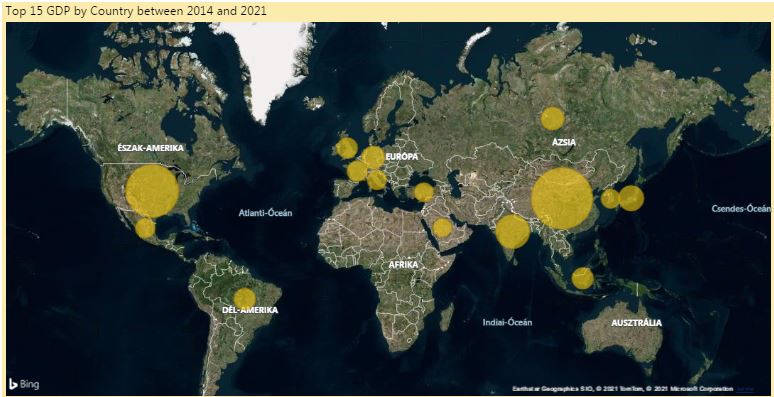 Top 15 GDP by Country between 2014 and 2021
ÉSZAK-AMERIKA
EURÓPA
ÁZSIA
Atlanti-Óceán
Csendes-Óceán
AFRIKA
DÉL-AMERIKA
Indiai-Óceán
AUSZTRÁLIA
Bing
Earthstar Geographics SIO, © 2021 TomTom, © 2021 Microsoft Corporation